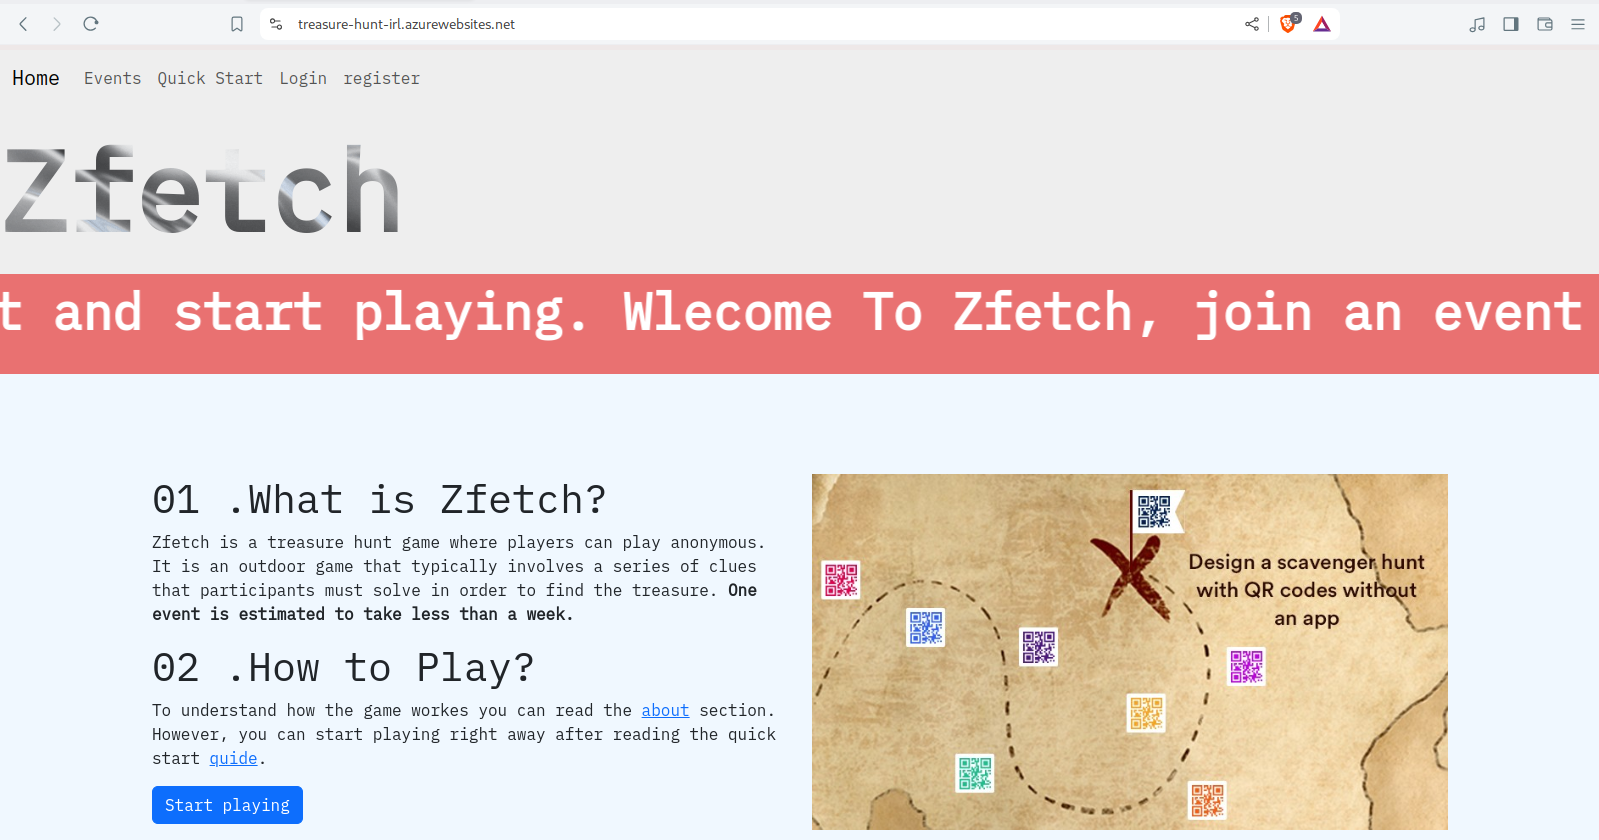 treasure-hunt-irl.azurewebsites.net
5
Home Events Quick Start Login register
Zfetch
t and start playing. Wlecome To Zfetch, join an event
01 .What is Zfetch?
Zfetch is a treasure hunt game where players can play anonymous.
It is an outdoor game that typically involves a series of clues
that participants must solve in order to find the treasure. One
event is estimated to take less than a week.
02 .How to Play?
To understand how the game workes you can read the about section.
However, you can start playing right away after reading the quick
start quide.
Start playing
Design a scavenger hunt
with QR codes without
an app